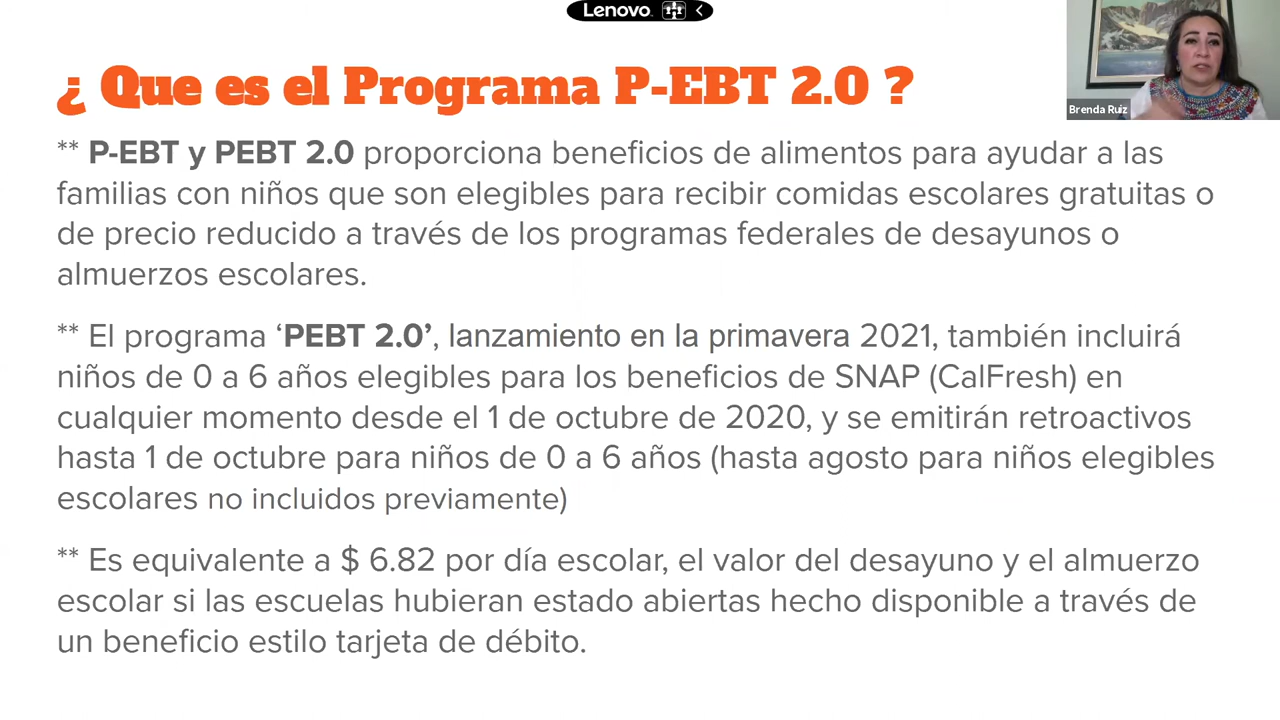 Lenovo
¿ Que es el Programa P-EBT 2.0 ?
Brenda Ruiz
** P-EBT y PEBT 2.0 proporciona beneficios de alimentos para ayudar a las
familias con niños que son elegibles para recibir comidas escolares gratuitas o
de precio reducido a través de los programas federales de desayunos o
almuerzos escolares.
** El programa ‘PEBT 2.0’, lanzamiento en la primavera 2021, también incluirá
niños de 0 a 6 años elegibles para los beneficios de SNAP (CalFresh) en
cualquier momento desde el 1 de octubre de 2020, y se emitirán retroactivos
hasta 1 de octubre para niños de 0 a 6 años (hasta agosto para niños elegibles
escolares no incluidos previamente)
** Es equivalente a $ 6.82 por día escolar, el valor del desayuno y el almuerzo
escolar si las escuelas hubieran estado abiertas hecho disponible a través de
un beneficio estilo tarjeta de débito.